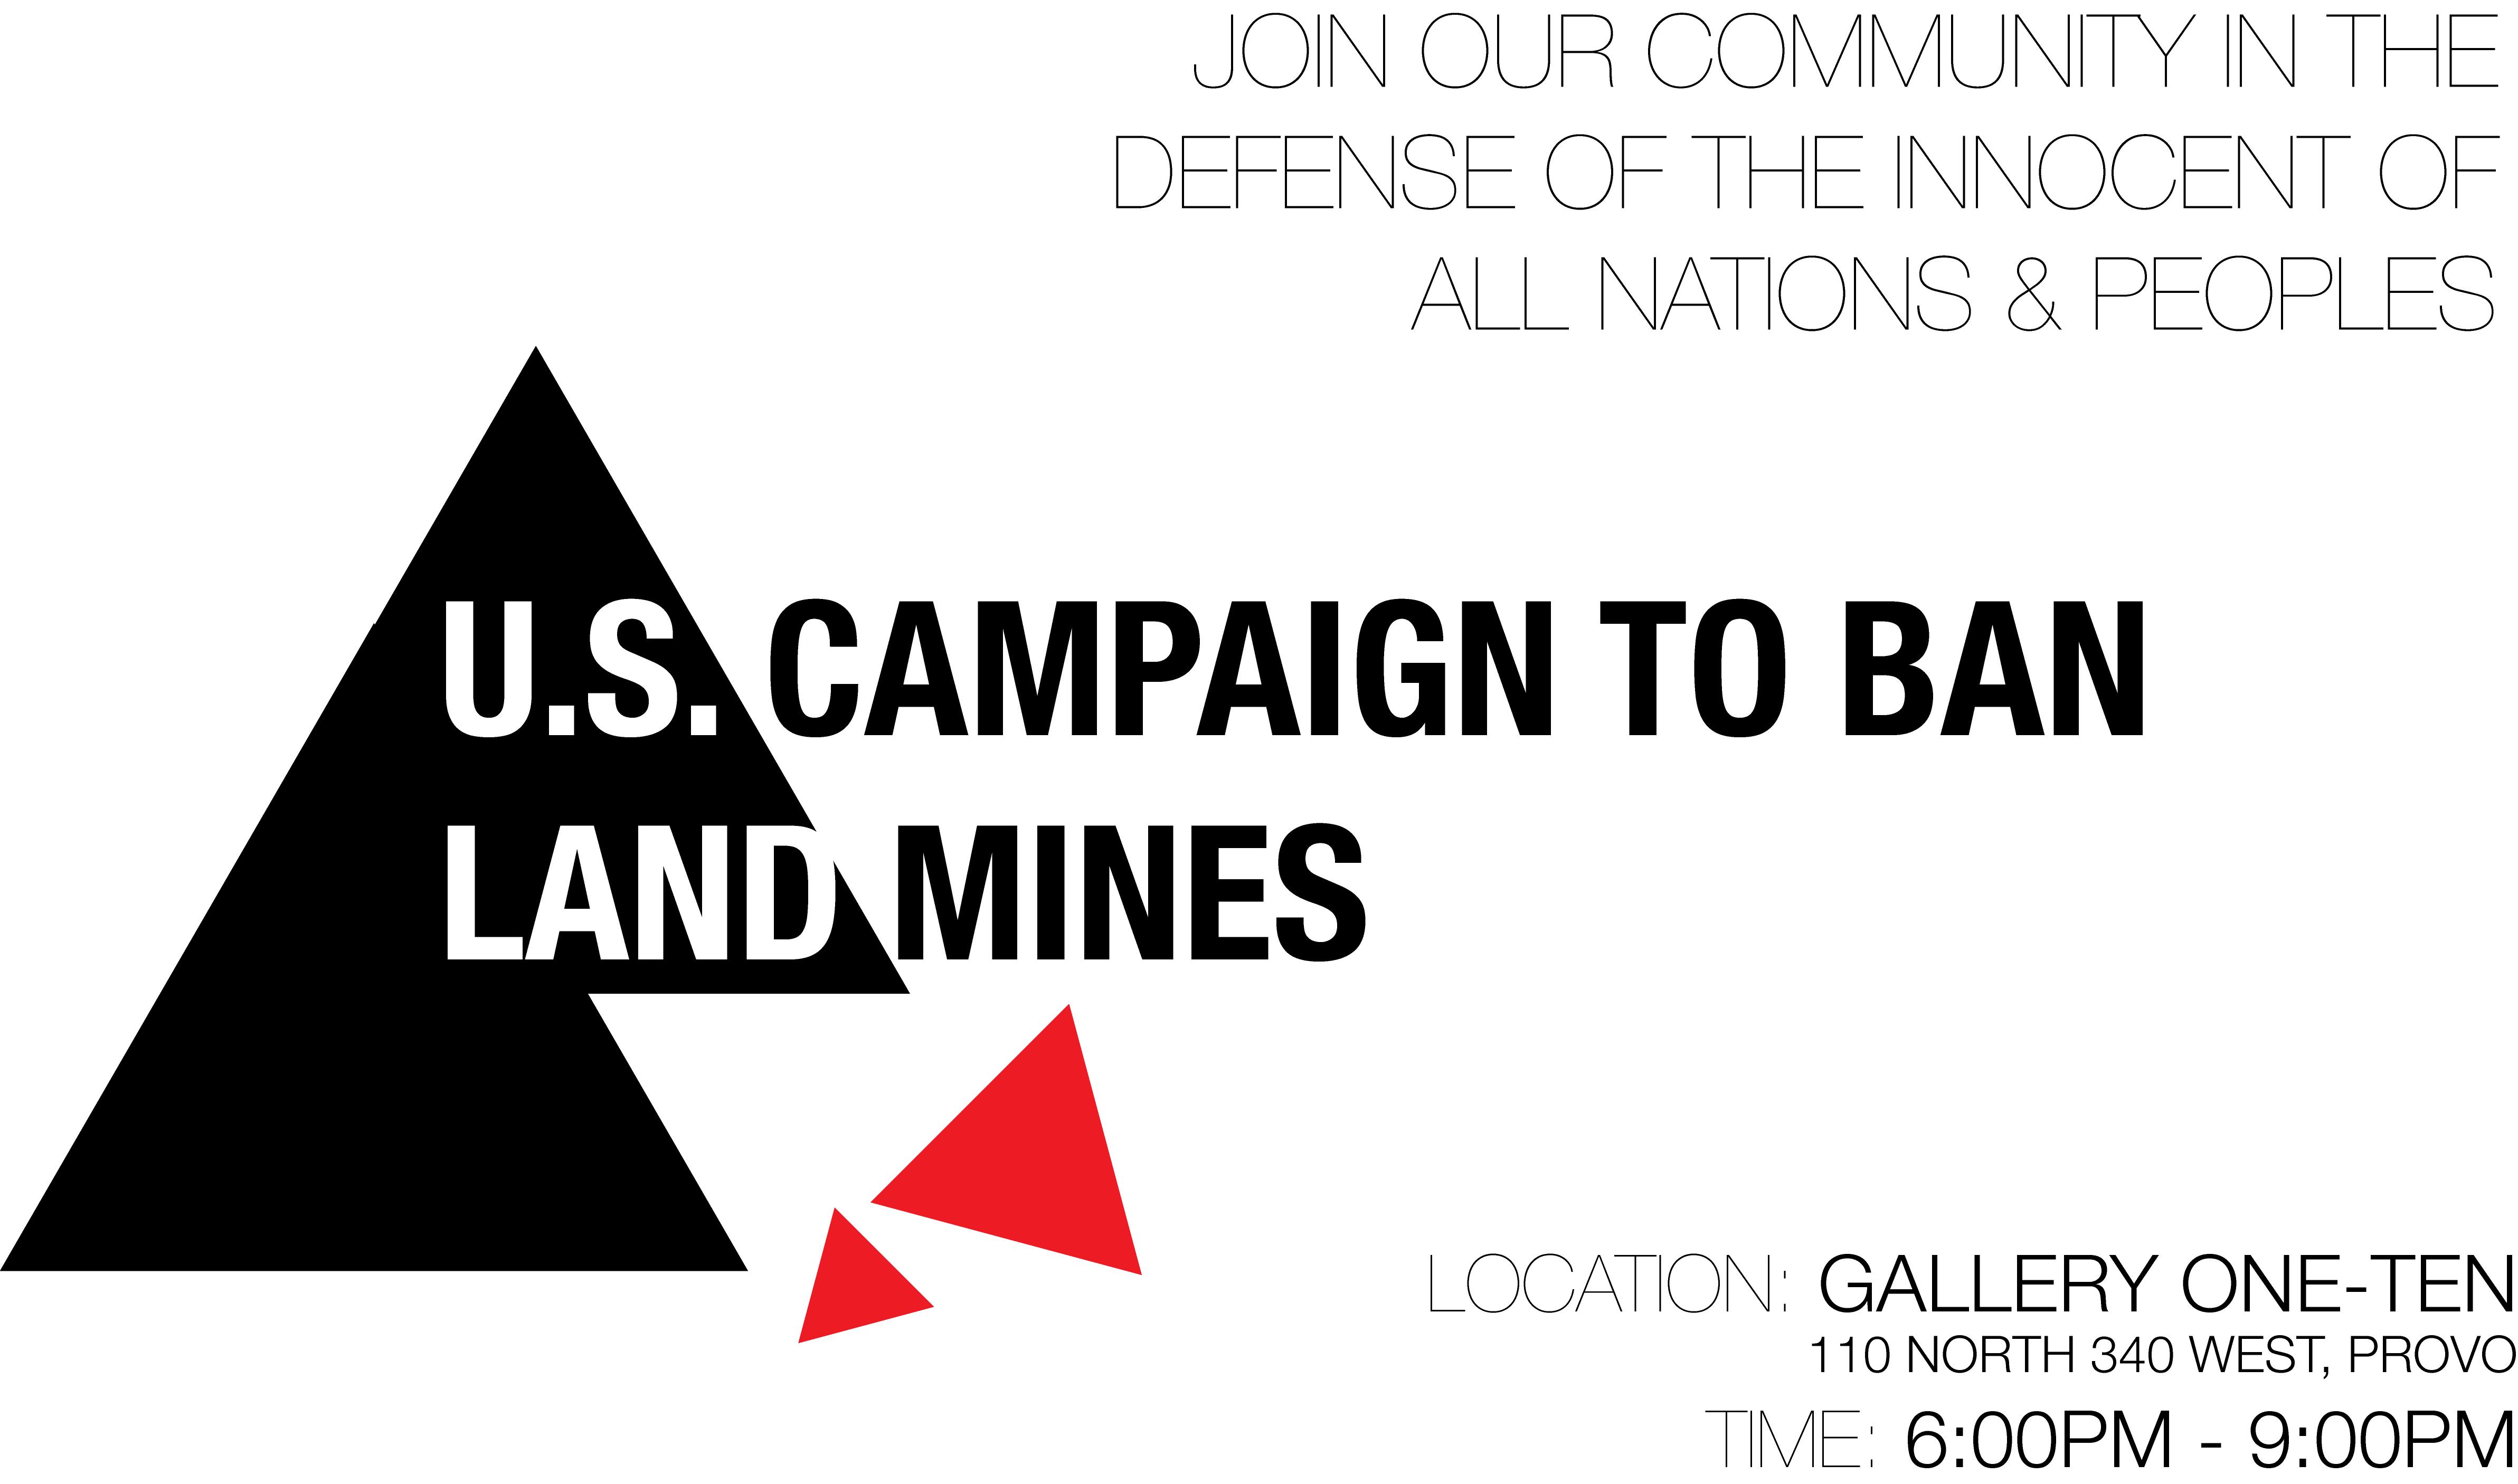 JOIN OUR COMMUNITY IN THE
DEFENSE OF THE INNOCENT OF
ALL NATIONS & PEOPLES
U.S. CAMPAIGN TO BAN
LAND MINES
LOCATION: GALLERY ONE-TEN
110 NORTH 340 WEST, PROVO
TIME: 6:00PM - 9:00PM